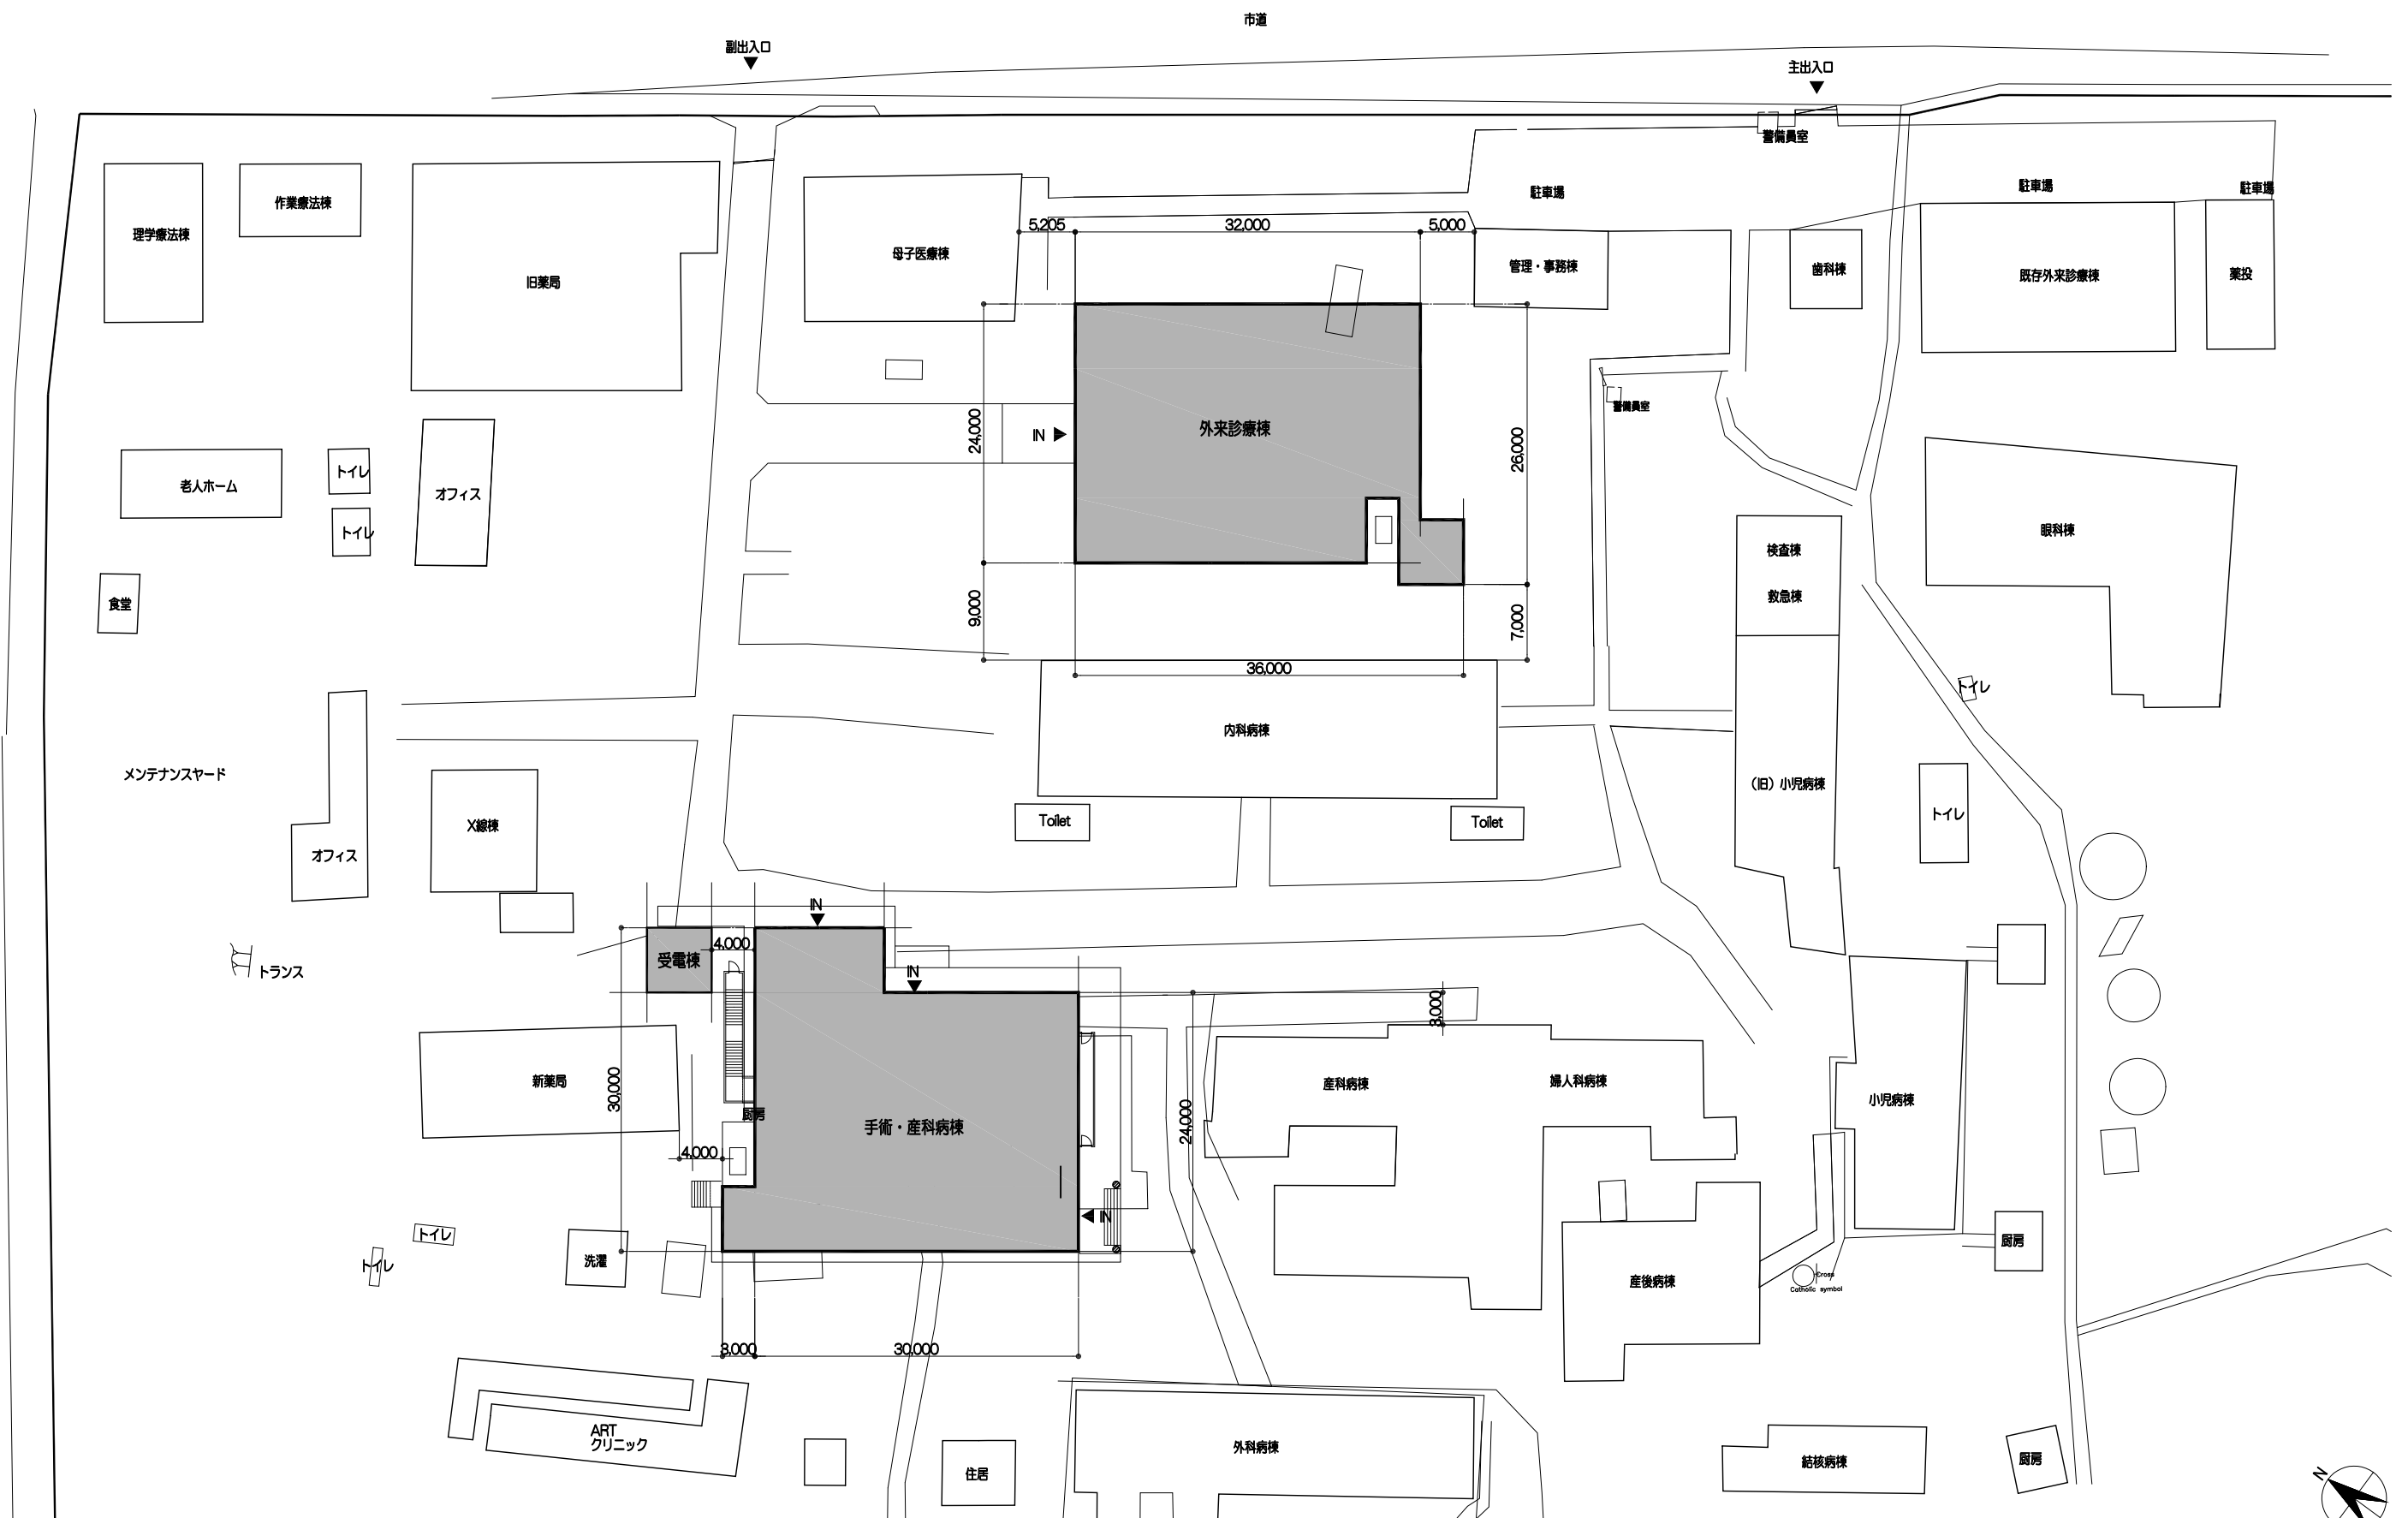 市道
副出入口
主出入口
警備員室
理学療法棟
作業療法棟
旧薬局
母子医療棟
5,205
32,000
5,000
駐車場
駐車場
駐車場
管理・事務棟
歯科棟
既存外来診療棟
薬投
警備員室
老人ホーム
トイレ
トイレ
オフィス
食堂
24,000
IN
外来診療棟
26,000
9,000
7,000
36,000
検査棟
救急棟
眼科棟
トイレ
メンテナンスヤード
オフィス
X線棟
内科病棟
Toilet
Toilet
（旧）小児病棟
トイレ
トランス
受電棟
4,000
IN
IN
3,000
新薬局
30,000
厨房
4,000
手術・産科病棟
24,000
IN
産科病棟
婦人科病棟
小児病棟
トイレ
トイレ
洗濯
産後病棟
厨房
Cross
Catholic symbol
3,000
30,000
ART
クリニック
住居
外科病棟
結核病棟
厨房
N